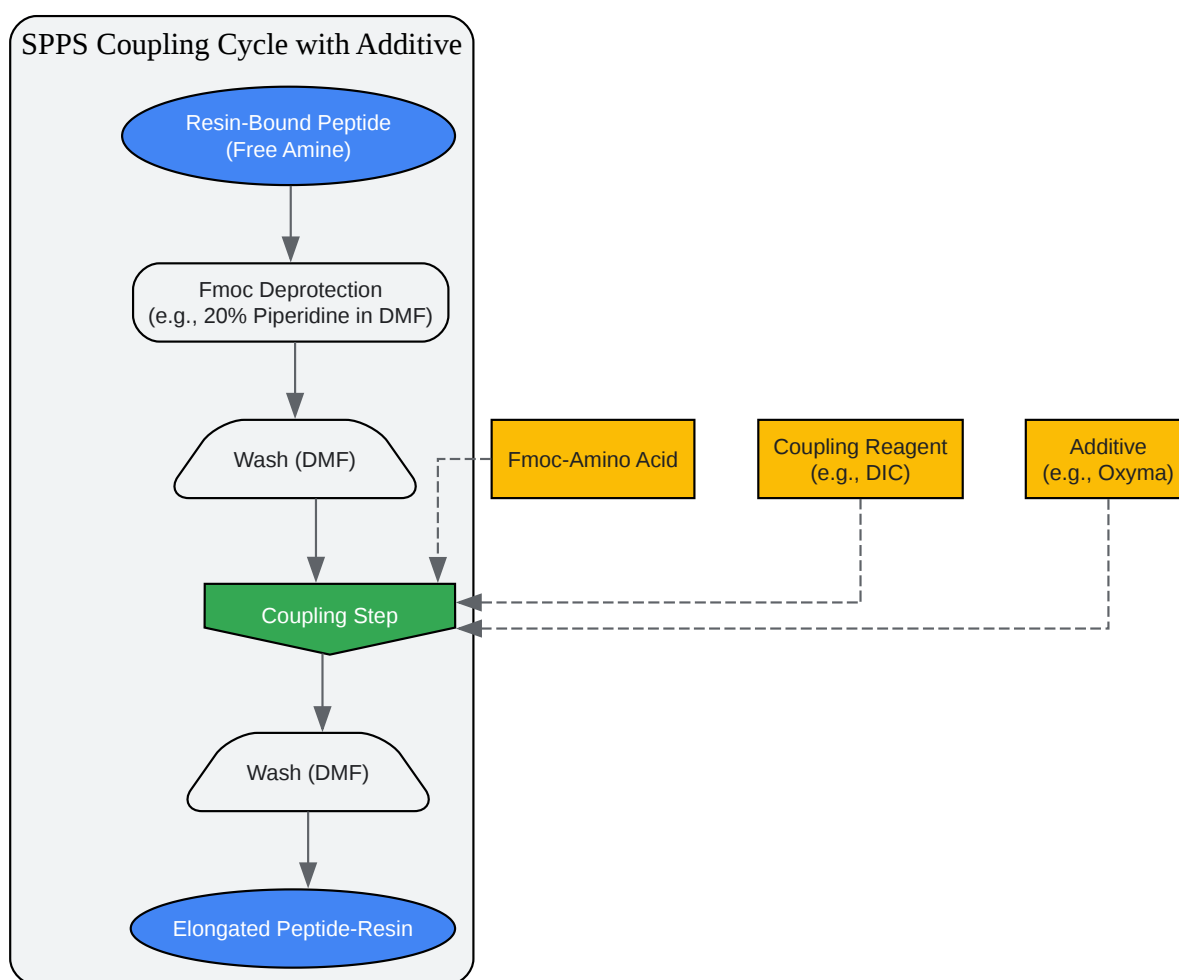 SPPS Coupling Cycle with Additive
Resin-Bound Peptide
(Free Amine)
Fmoc Deprotection
(e.g., 20% Piperidine in DMF)
Wash (DMF)
Fmoc-Amino Acid
Coupling Reagent
(e.g., DIC)
Additive
(e.g., Oxyma)
Coupling Step
Wash (DMF)
Elongated Peptide-Resin